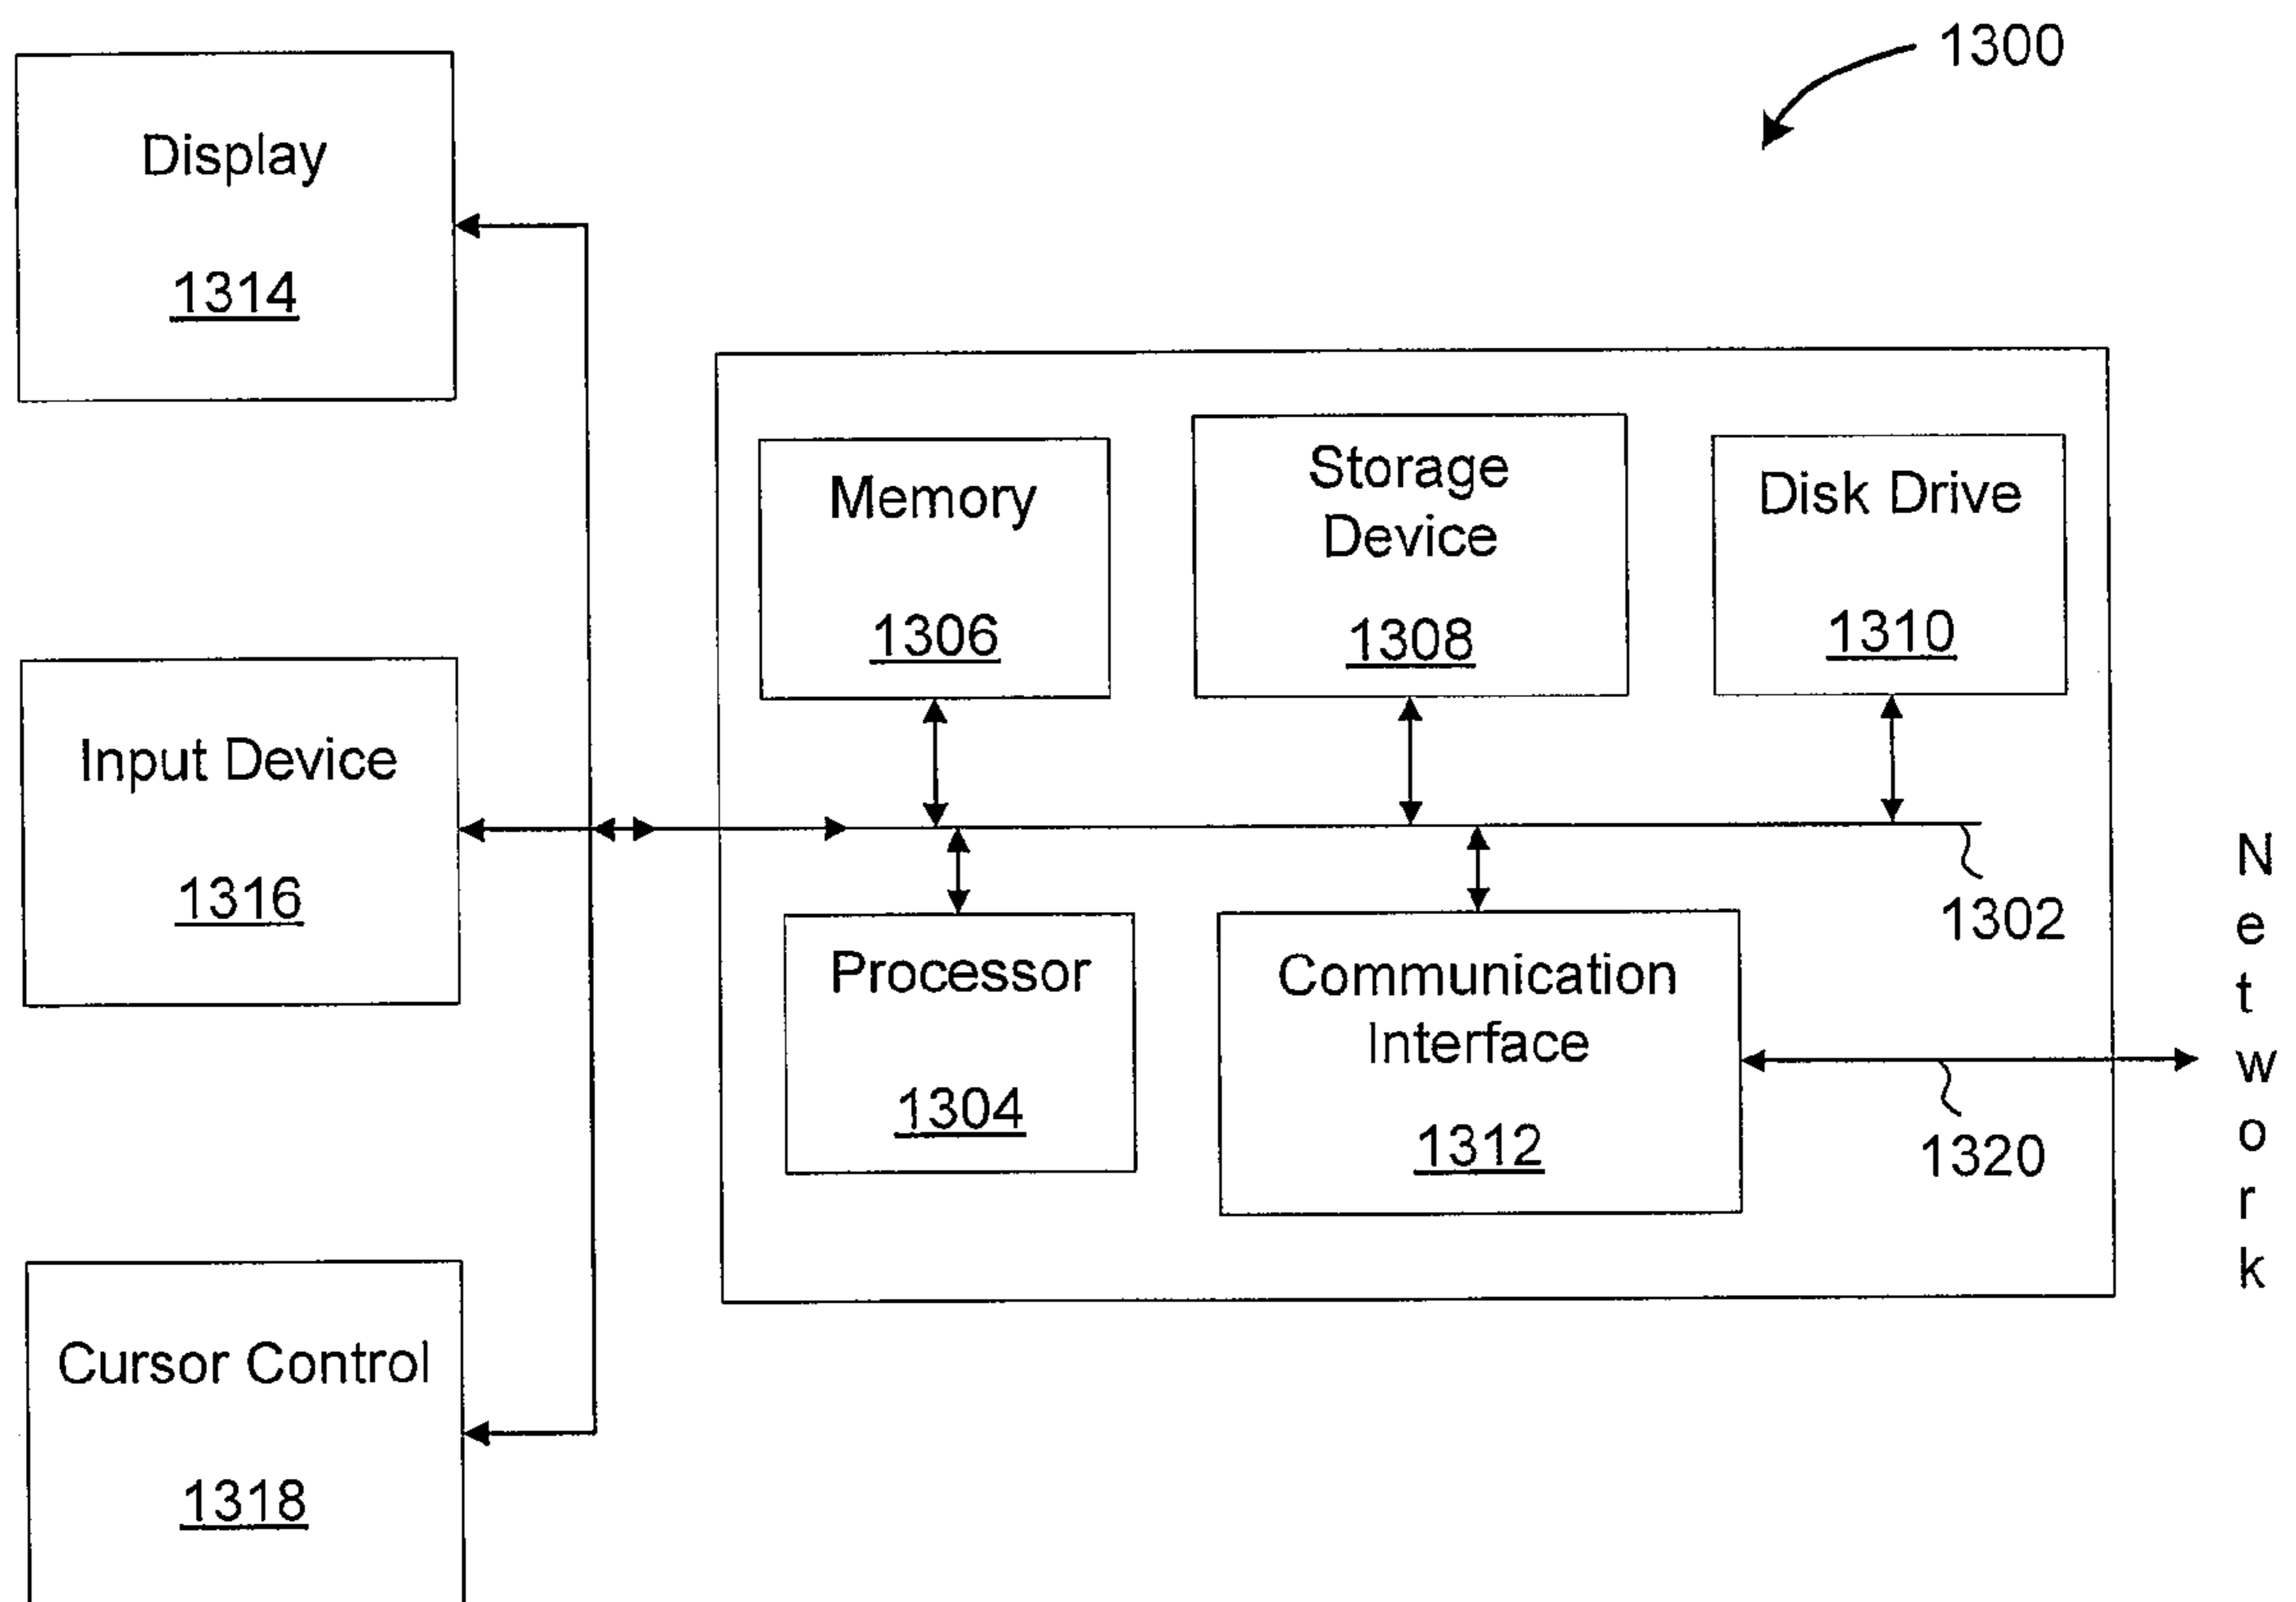 1300
Display
1314
Memory
1306
Storage
Device
1308
Disk Drive
1310
Input Device
1316
1302
Processor
1304
Communication
Interface
1312
1320
Network
Cursor Control
1318